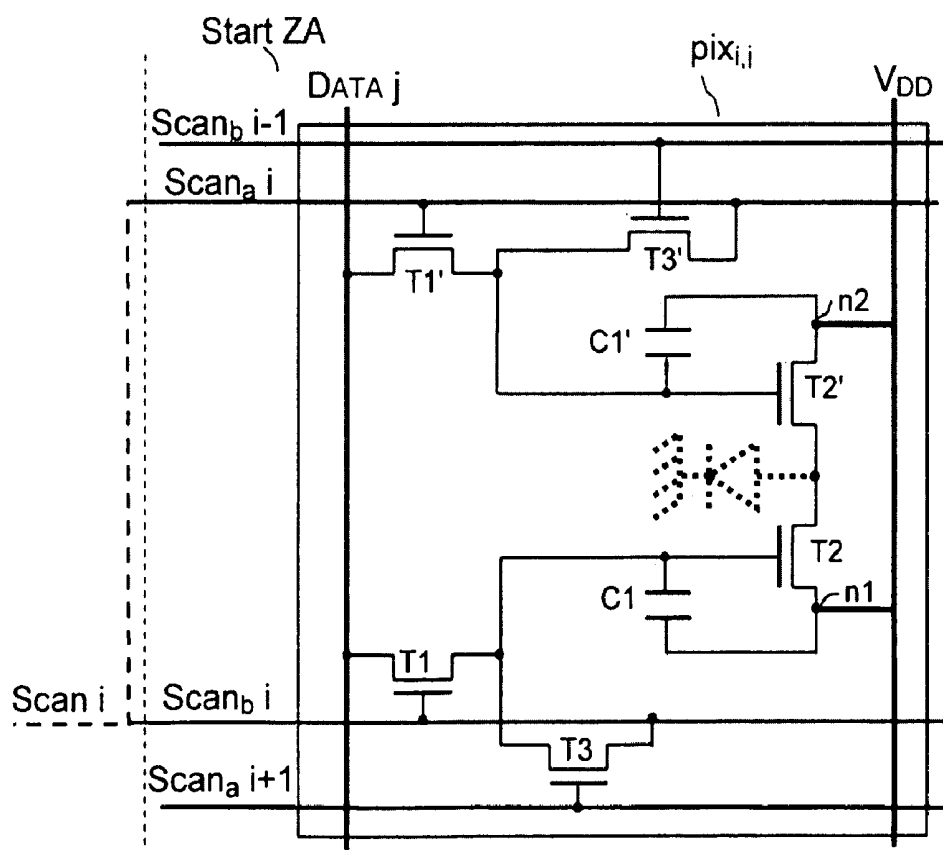 Start ZA
pixi,i
DATA j
VDD
Scanb i-1
Scana i
T3'
T1'
n2
C1'
T2'
T2
C1
n1
T1
Scan i
Scanb i
T3
Scana i+1